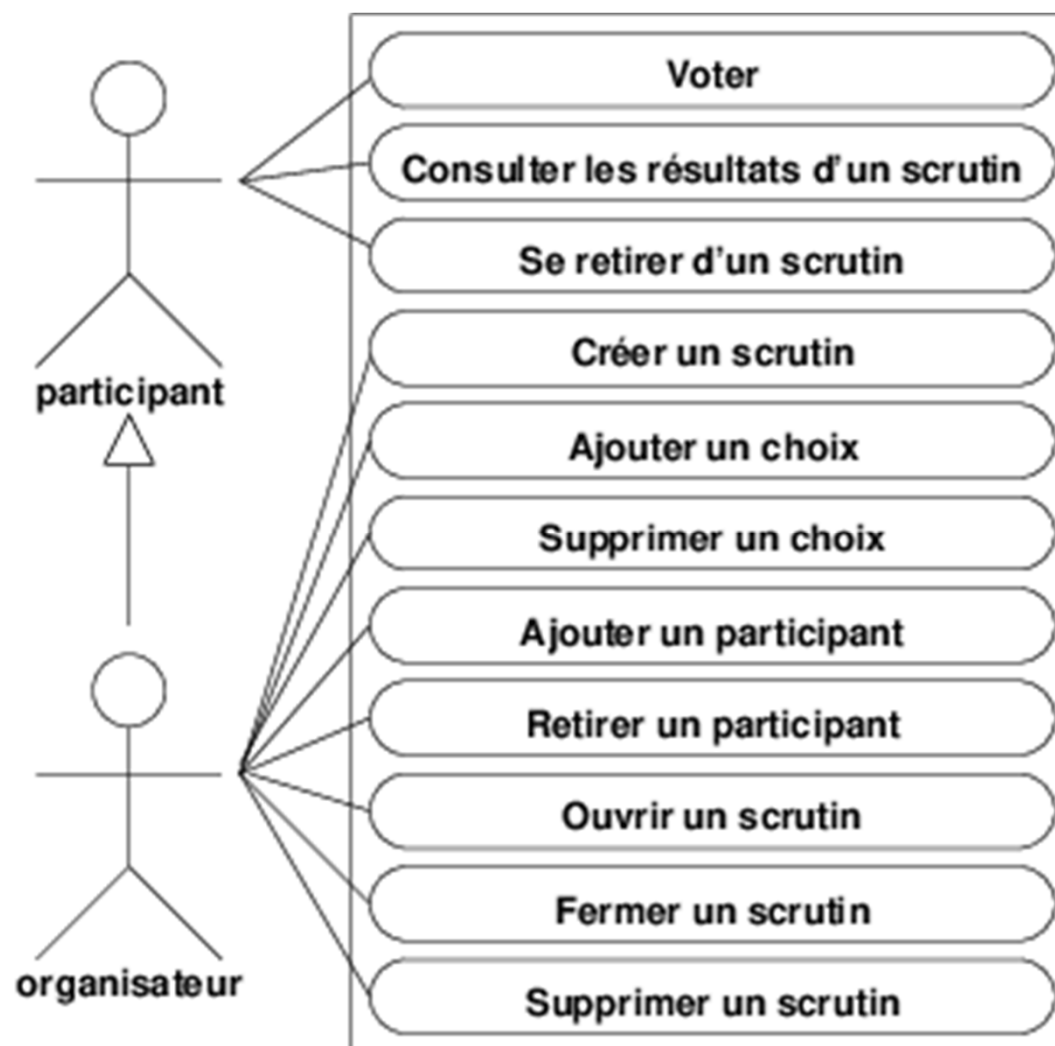 Voter
Consulter les résultats d'un scrutin
Se retirer d'un scrutin
Créer un scrutin
participant
Ajouter un choix
Supprimer un choix
Ajouter un participant
Retirer un participant
Ouvrir un scrutin
Fermer un scrutin
organisateur
Supprimer un scrutin